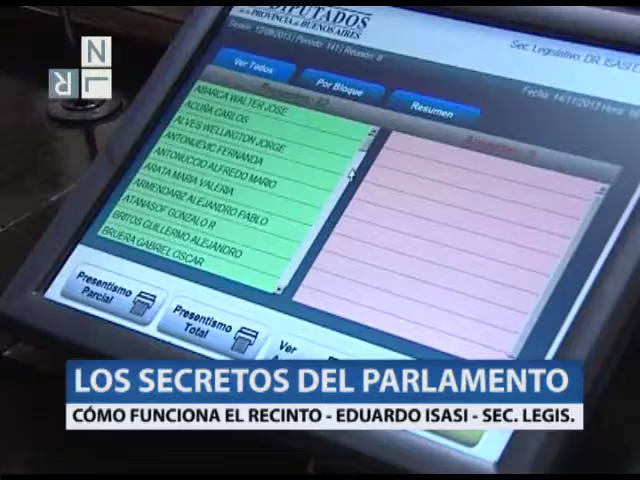 DIPUTADOS
de la PROVINCIA de BUENOS AIRES
Sec. Legislativo: DR. ISASI E
Ver Todos
Por Bloque
Resumen
ABARCA WALTER JOSE
ACUÑA CARLOS
ALVES WELLINGTON JORGE
ANTONIJEVIC FERNANDA
ANTONUCCIO ALFREDO MARIO
ARATA MARIA VALERIA
ARMENDARIZ ALEJANDRO PABLO
ATANASOF GONZALO R
BRITOS GUILLERMO ALEJANDRO
BRUERA GABRIEL OSCAR
Presentismo
Parcial
Presentismo
Total
Ver
N
R
LOS SECRETOS DEL PARLAMENTO
CÓMO FUNCIONA EL RECINTO - EDUARDO ISASI - SEC. LEGIS.